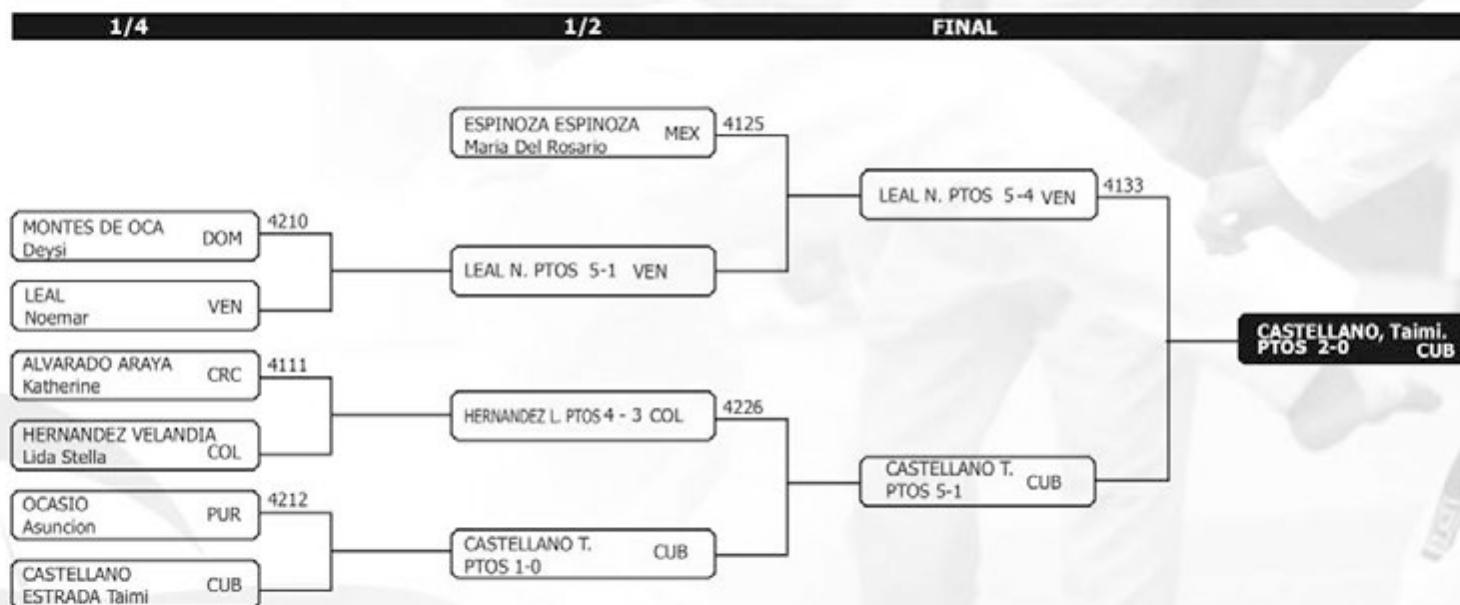 1/4 1/2 FINAL
ESPINOZA ESPINOZA
Maria Del Rosario MEX 4125
LEAL N. PTOS 5-4 VEN 4133
MONTES DE OCA
Deysi DOM 4210
LEAL N. PTOS 5-1 VEN
LEAL
Noemar VEN
CASTELLANO, Taimi.
PTOS 2-0 CUB
ALVARADO ARAYA
Katherine CRC 4111
HERNANDEZ L. PTOS 4 - 3 COL 4226
HERNANDEZ VELANDIA
Lida Stella COL
CASTELLANO T.
PTOS 5-1 CUB
OCASIO
Asuncion PUR 4212
CASTELLANO T.
PTOS 1-0 CUB
CASTELLANO
ESTRADA Taimi CUB